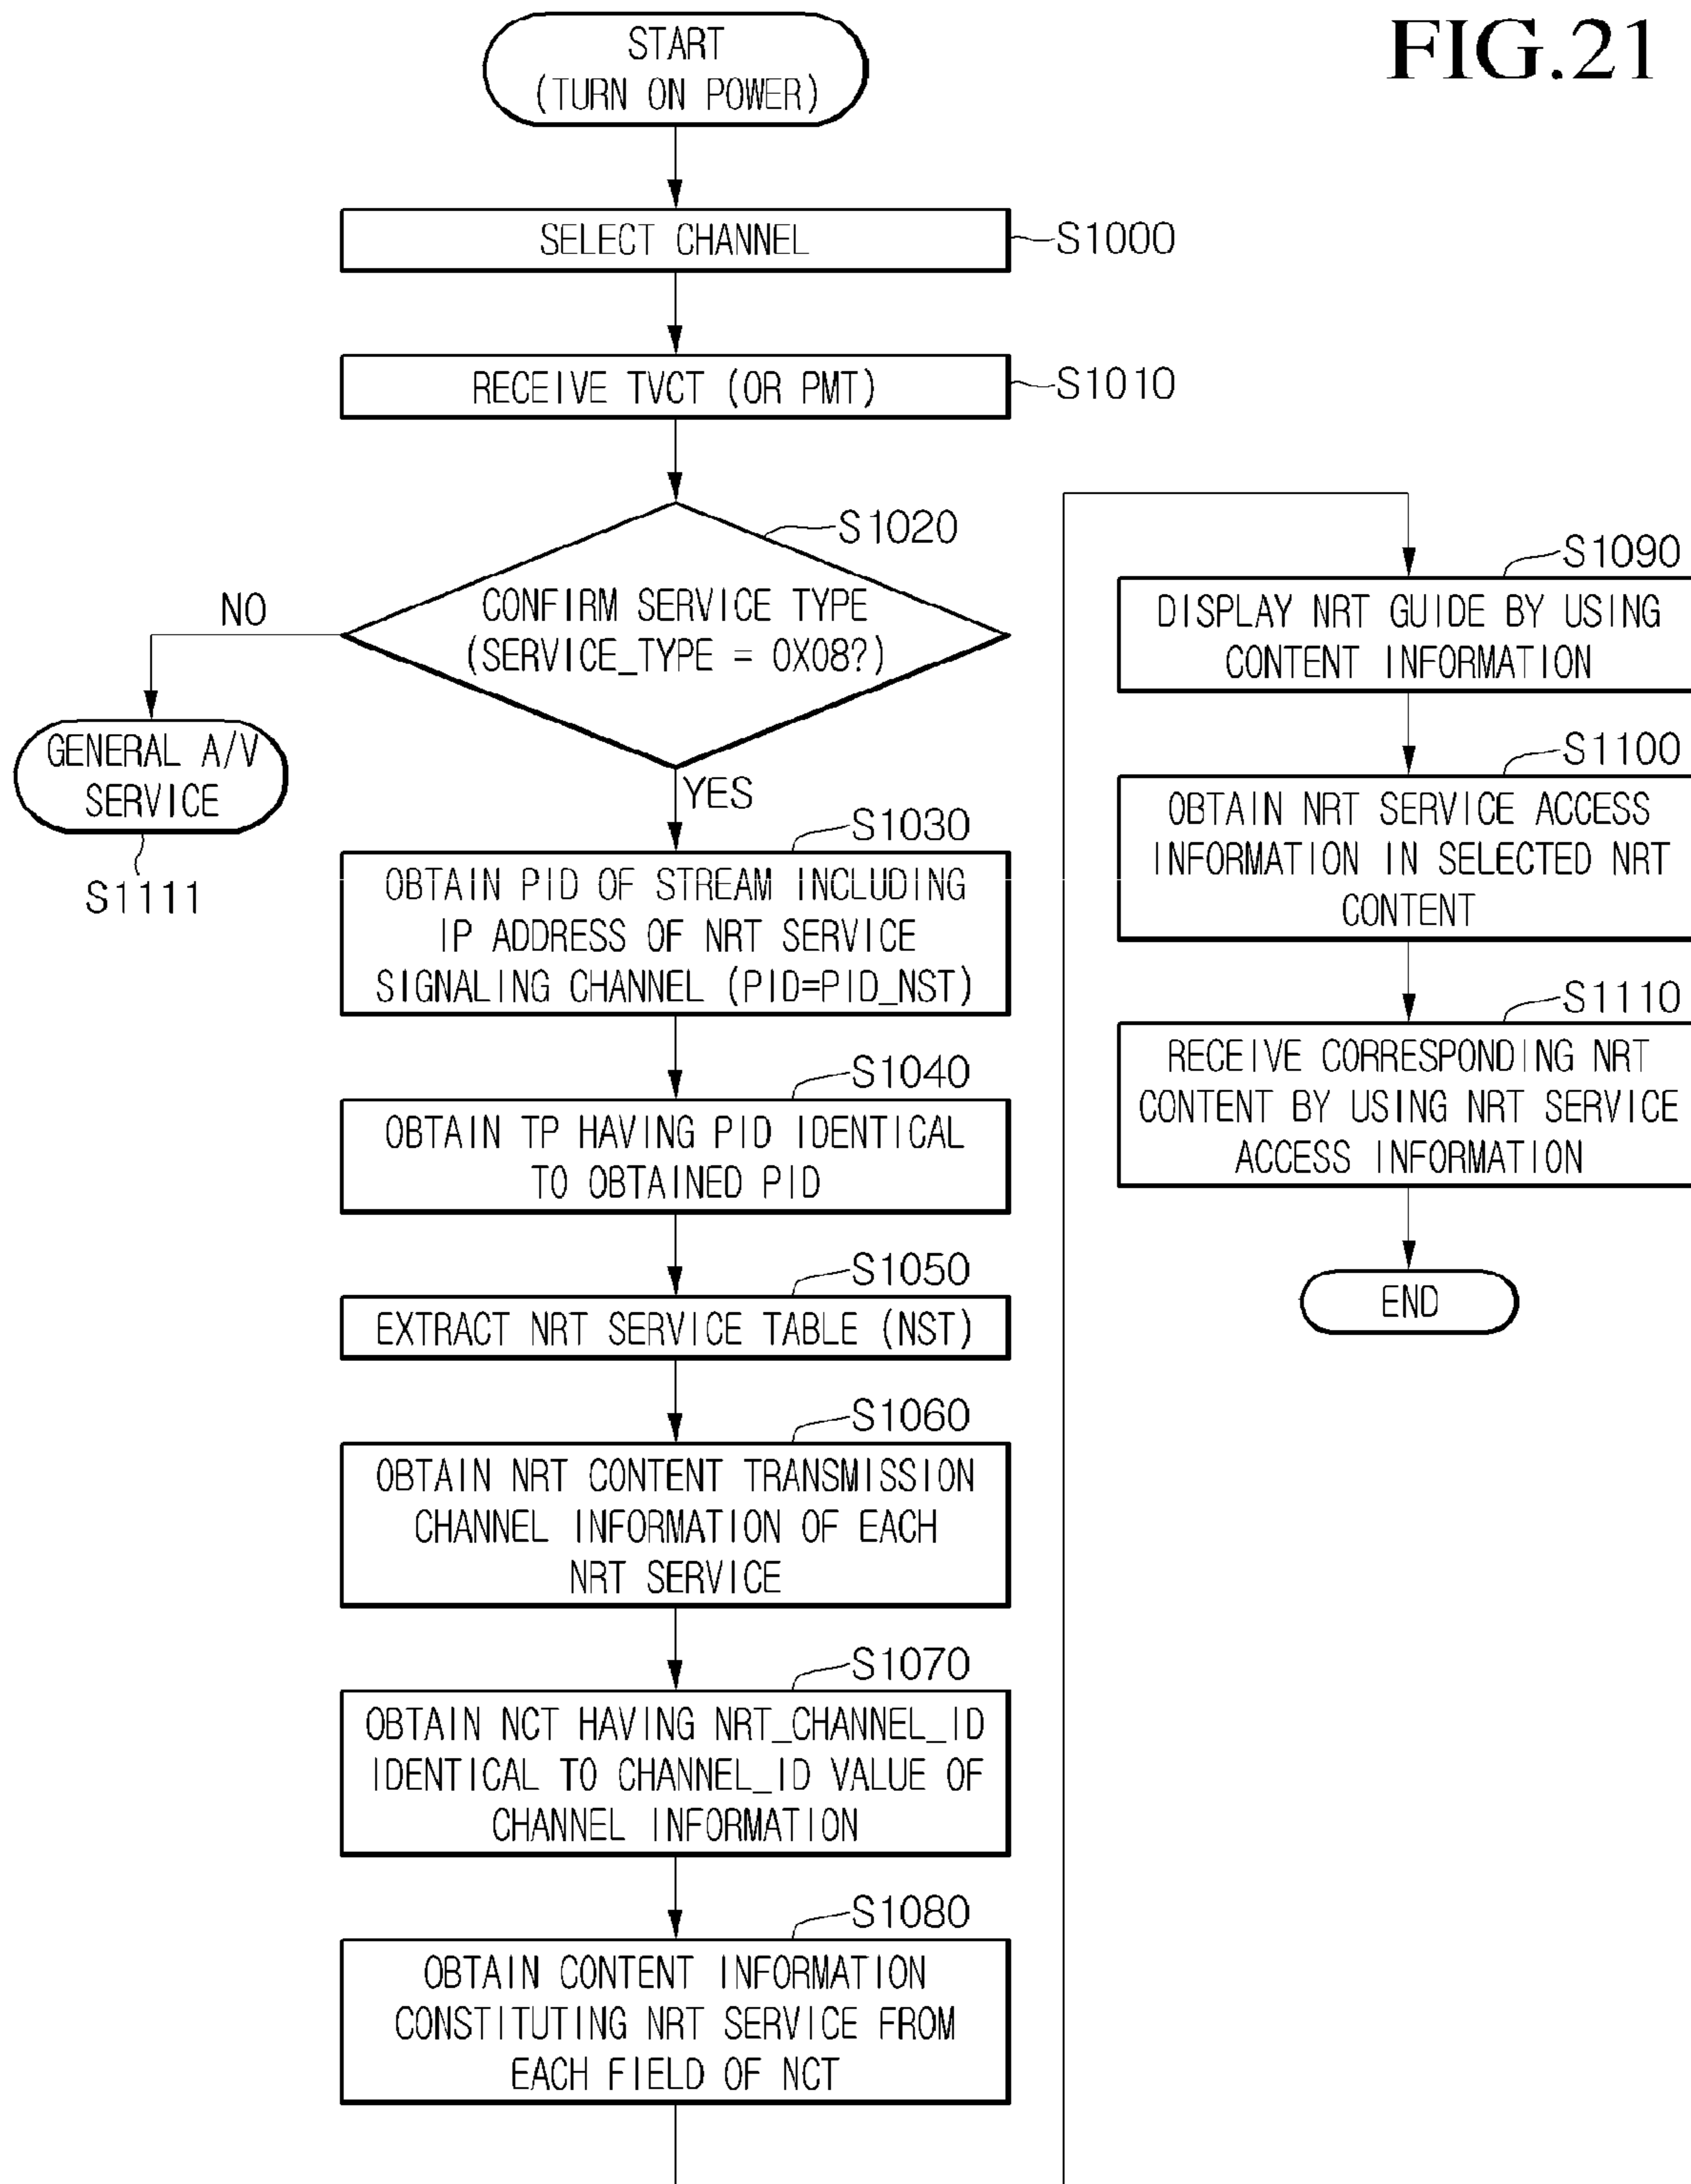 FIG.21
START
(TURN ON POWER)
SELECT CHANNEL
S1000
RECEIVE TVCT (OR PMT)
S1010
S1020
CONFIRM SERVICE TYPE
(SERVICE_TYPE = 0X08?)
NO
GENERAL A/V
SERVICE
S1111
YES
S1030
OBTAIN PID OF STREAM INCLUDING
IP ADDRESS OF NRT SERVICE
SIGNALING CHANNEL (PID=PID_NST)
S1040
OBTAIN TP HAVING PID IDENTICAL
TO OBTAINED PID
S1050
EXTRACT NRT SERVICE TABLE (NST)
S1060
OBTAIN NRT CONTENT TRANSMISSION
CHANNEL INFORMATION OF EACH
NRT SERVICE
S1070
OBTAIN NCT HAVING NRT_CHANNEL_ID
IDENTICAL TO CHANNEL_ID VALUE OF
CHANNEL INFORMATION
S1080
OBTAIN CONTENT INFORMATION
CONSTITUTING NRT SERVICE FROM
EACH FIELD OF NCT
S1090
DISPLAY NRT GUIDE BY USING
CONTENT INFORMATION
S1100
OBTAIN NRT SERVICE ACCESS
INFORMATION IN SELECTED NRT
CONTENT
S1110
RECEIVE CORRESPONDING NRT
CONTENT BY USING NRT SERVICE
ACCESS INFORMATION
END